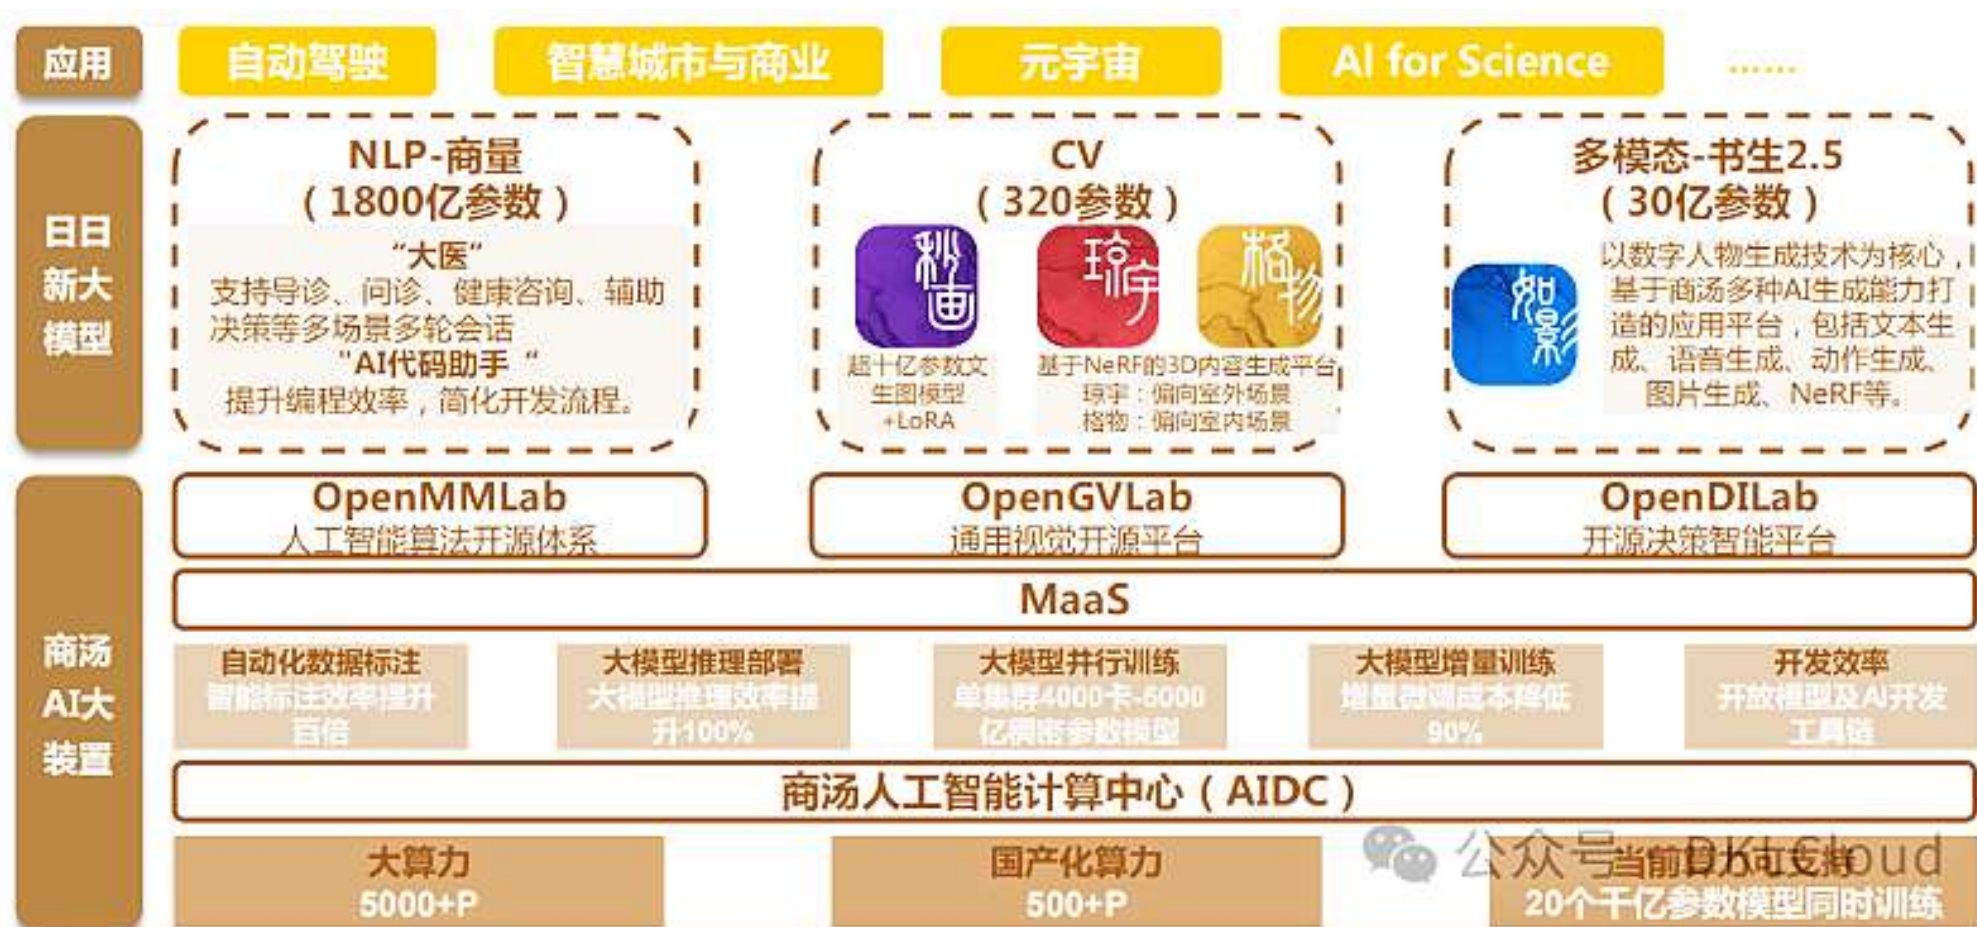 应用
自动驾驶
智慧城市与商业
元宇宙
AI for Science
......
日日
新大
模型
NLP-商量
（1800亿参数）
“大医”
支持导诊、问诊、健康咨询、辅助
决策等多场景多轮会话
"AI代码助手 “
提升编程效率，简化开发流程。
CV
（320参数）
秒画
琼宇
格物
超十亿参数文
生图模型
+LoRA
基于NeRF的3D内容生成平台
琼宇：偏向室外场景
格物：偏向室内场景
多模态-书生2.5
（30亿参数）
如影
以数字人物生成技术为核心，
基于商汤多种AI生成能力打
造的应用平台，包括文本生
成、语音生成、动作生成、
图片生成、NeRF等。
商汤
AI大
装置
OpenMMLab
人工智能算法开源体系
OpenGVLab
通用视觉开源平台
OpenDILab
开源决策智能平台
MaaS
自动化数据标注
智能标注效率提升
百倍
大模型推理部署
大模型推理效率提
升100%
大模型并行训练
单集群4000卡-5000
亿稠密参数模型
大模型增量训练
增量微调成本降低
90%
开发效率
开放模型及AI开发
工具链
商汤人工智能计算中心（AIDC）
大算力
5000+P
国产化算力
500+P
当前算力可支持
20个千亿参数模型同时训练
公众号 · DKLCloud